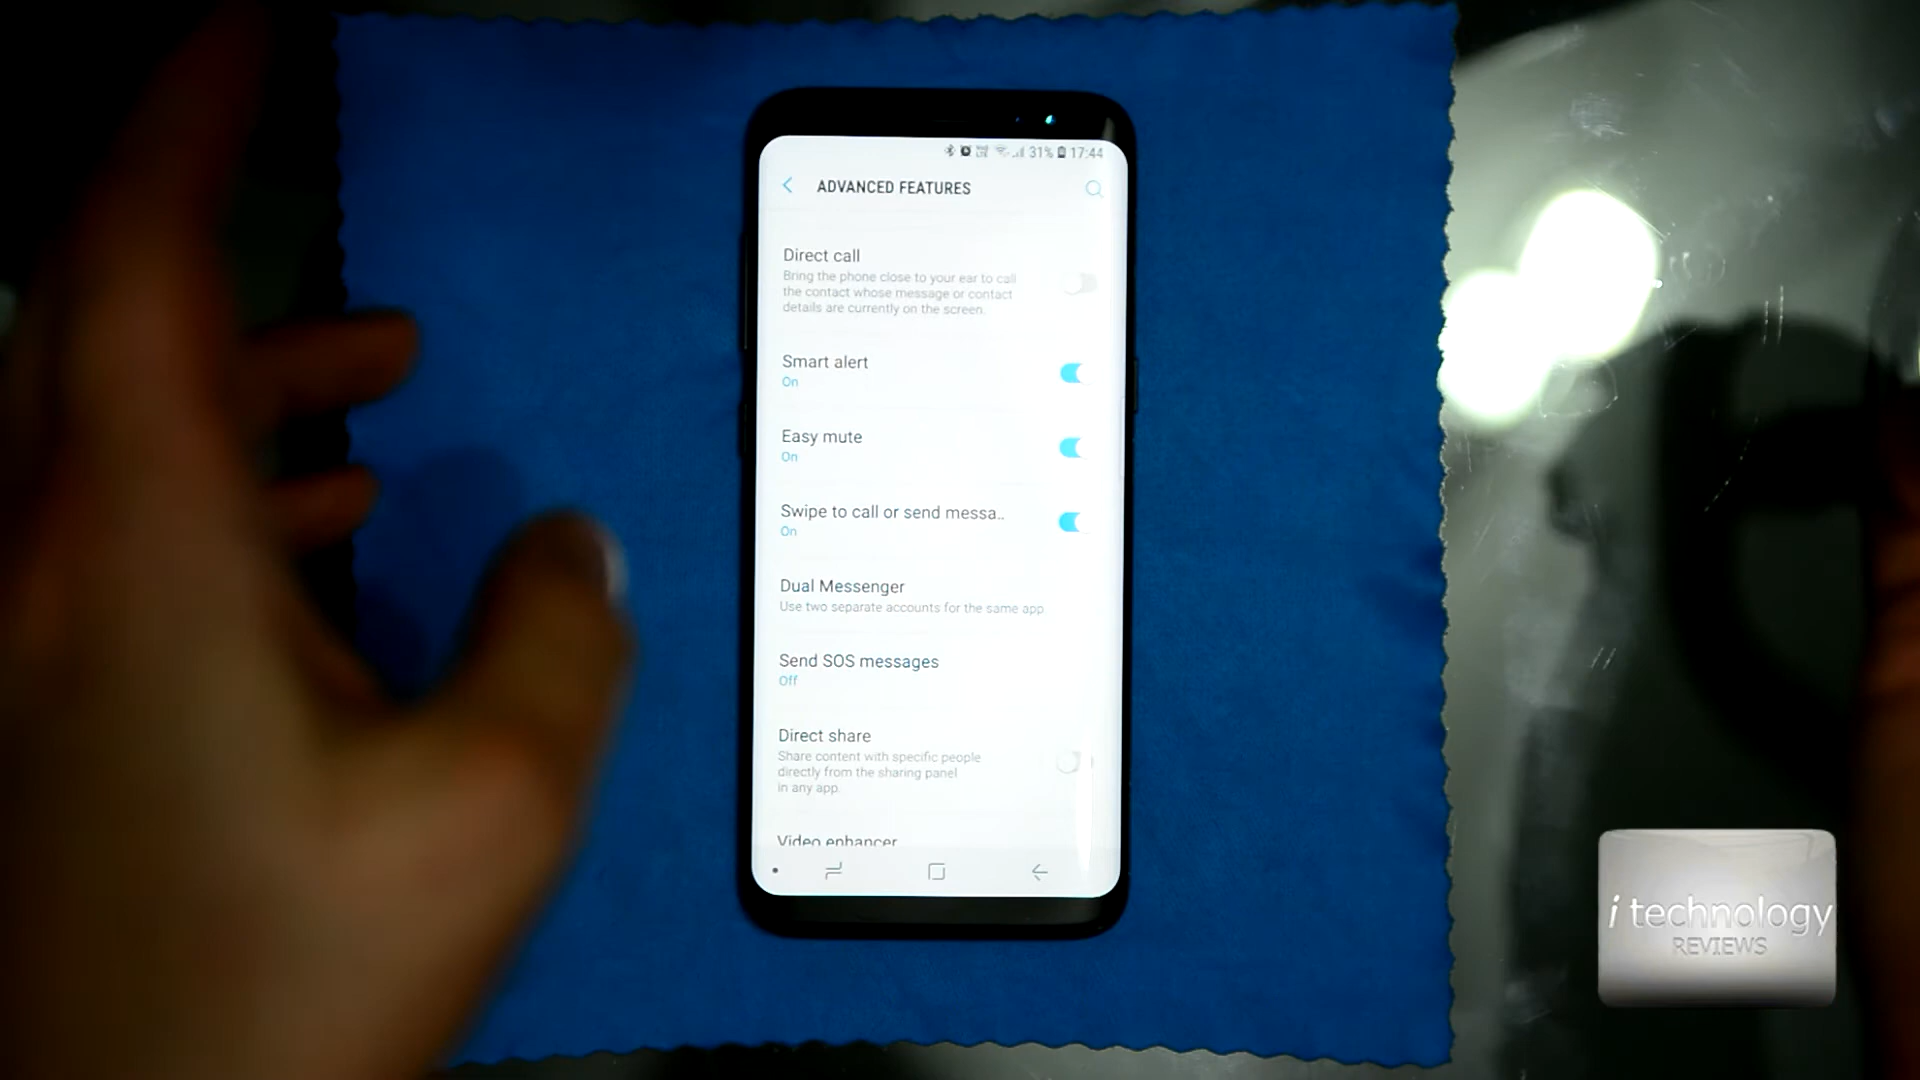 31% 17:44
ADVANCED FEATURES
Direct call
Bring the phone close to your ear to call
the contact whose message or contact
details are currently on the screen.
Smart alert
On
Easy mute
On
Swipe to call or send messa..
On
Dual Messenger
Use two separate accounts for the same app.
Send SOS messages
Off
Direct share
Share content with specific people
directly from the sharing panel
in any app.
Video enhancer
i technology
REVIEWS